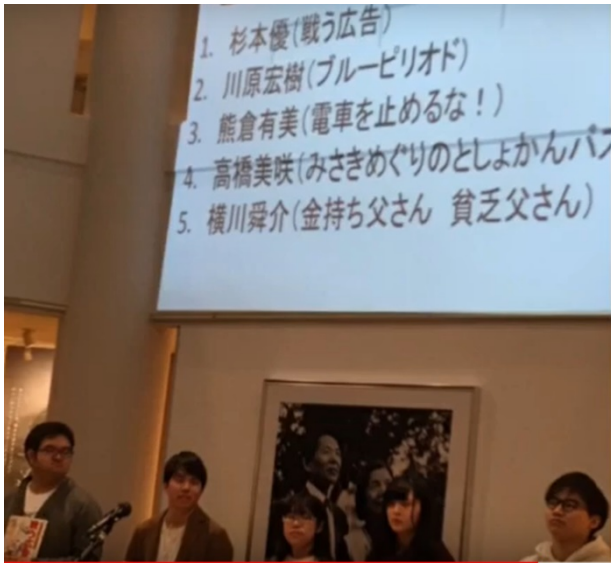 1. 杉本優(戦う広告)
2. 川原宏樹(ブルーピリオド)
3. 熊倉有美(電車を止めるな！)
4. 高橋美咲(みさきめぐりのとしょかんバス
5. 横川舜介(金持ち父さん 貧乏父さん)